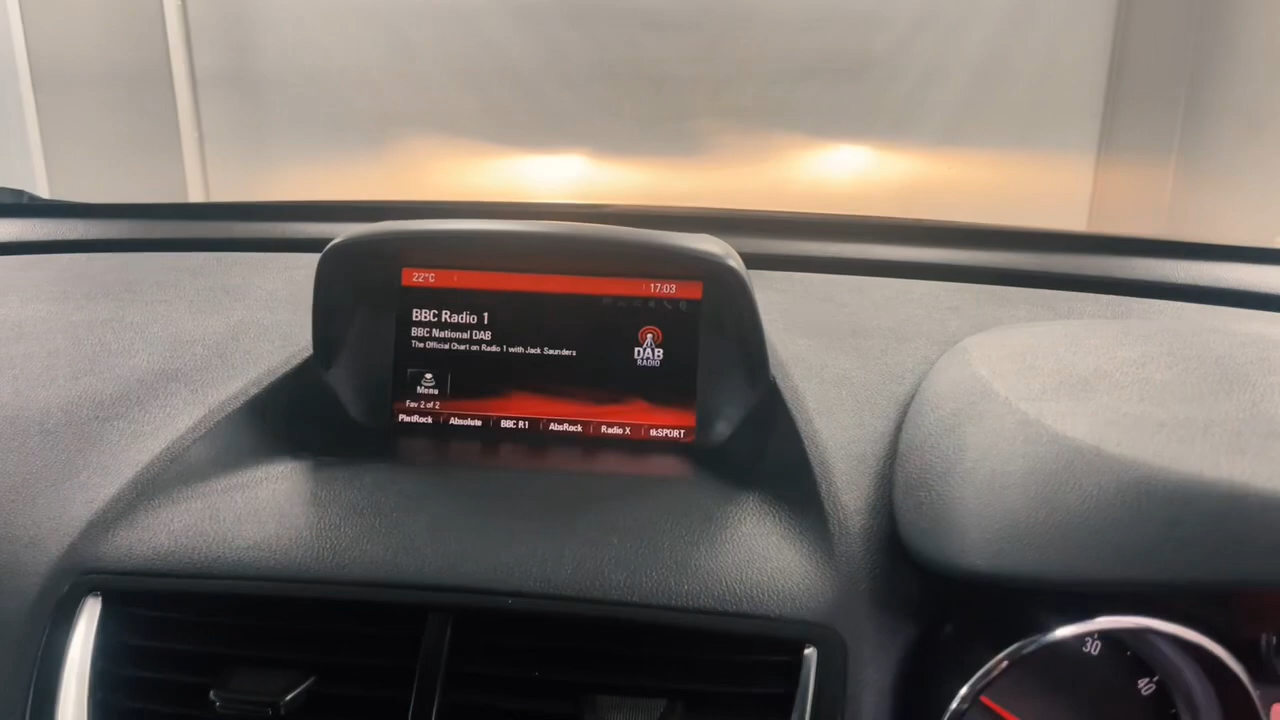 22°C 17:03
BBC Radio 1
BBC National DAB
The Official Chart on Radio 1 with Jack Saunders
DAB
RADIO
Menu
Fav 2 of 2
PlntRock Absolute BBC R1 AbsRock Radio X tkSPORT
30
40